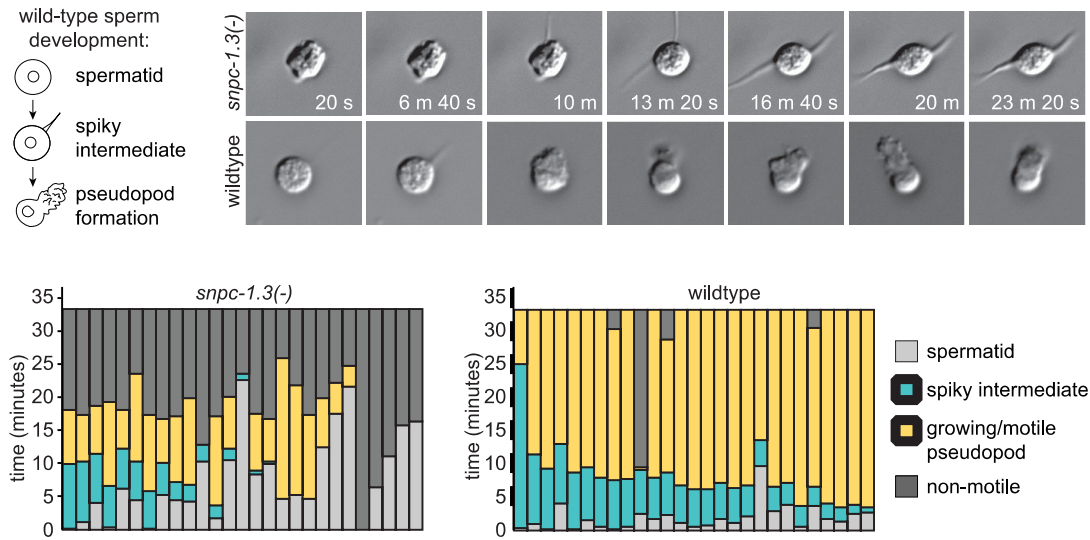 wild-type sperm
development:
spermatid
spiky
intermediate
pseudopod
formation
snpc-1.3(-)
20 s
6 m 40 s
10 m
13 m 20 s
16 m 40 s
20 m
23 m 20 s
wildtype
snpc-1.3(-)
time (minutes)
35
30
25
20
15
10
5
0
wildtype
time (minutes)
35
30
25
20
15
10
5
0
spermatid
spiky intermediate
growing/motile
pseudopod
non-motile